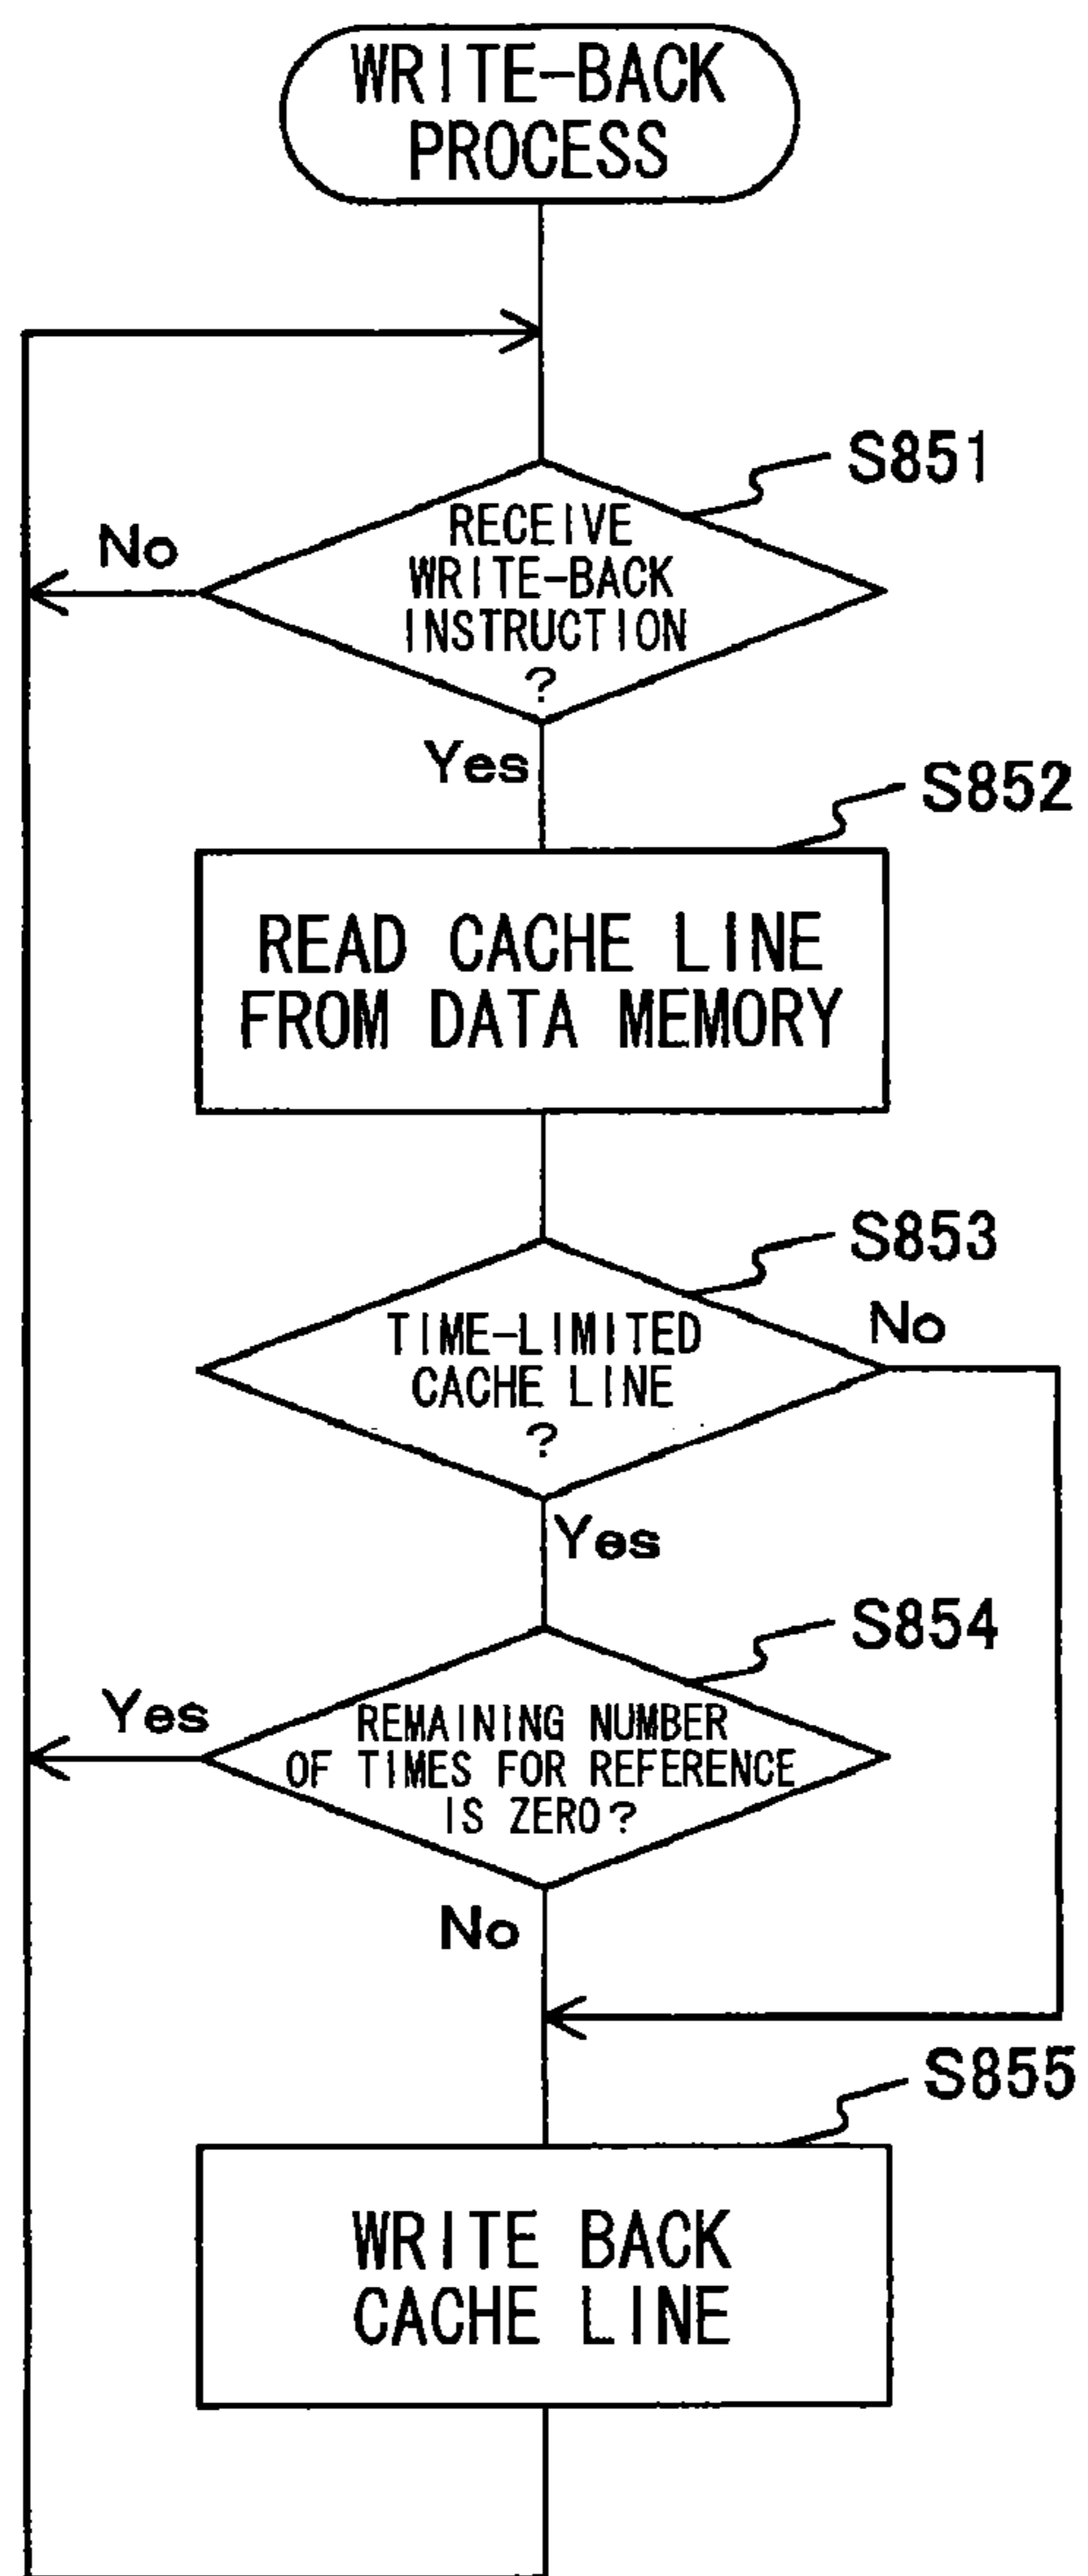 WRITE-BACK
PROCESS
S851
No
RECEIVE
WRITE-BACK
INSTRUCTION
?
Yes
S852
READ CACHE LINE
FROM DATA MEMORY
S853
No
TIME-LIMITED
CACHE LINE
?
Yes
S854
Yes
REMAINING NUMBER
OF TIMES FOR REFERENCE
IS ZERO?
No
S855
WRITE BACK
CACHE LINE